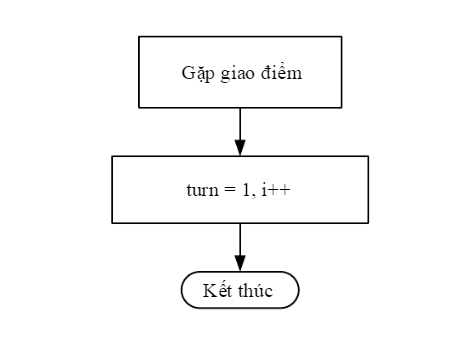 Gặp giao điểm
turn = 1, i++
Kết thúc